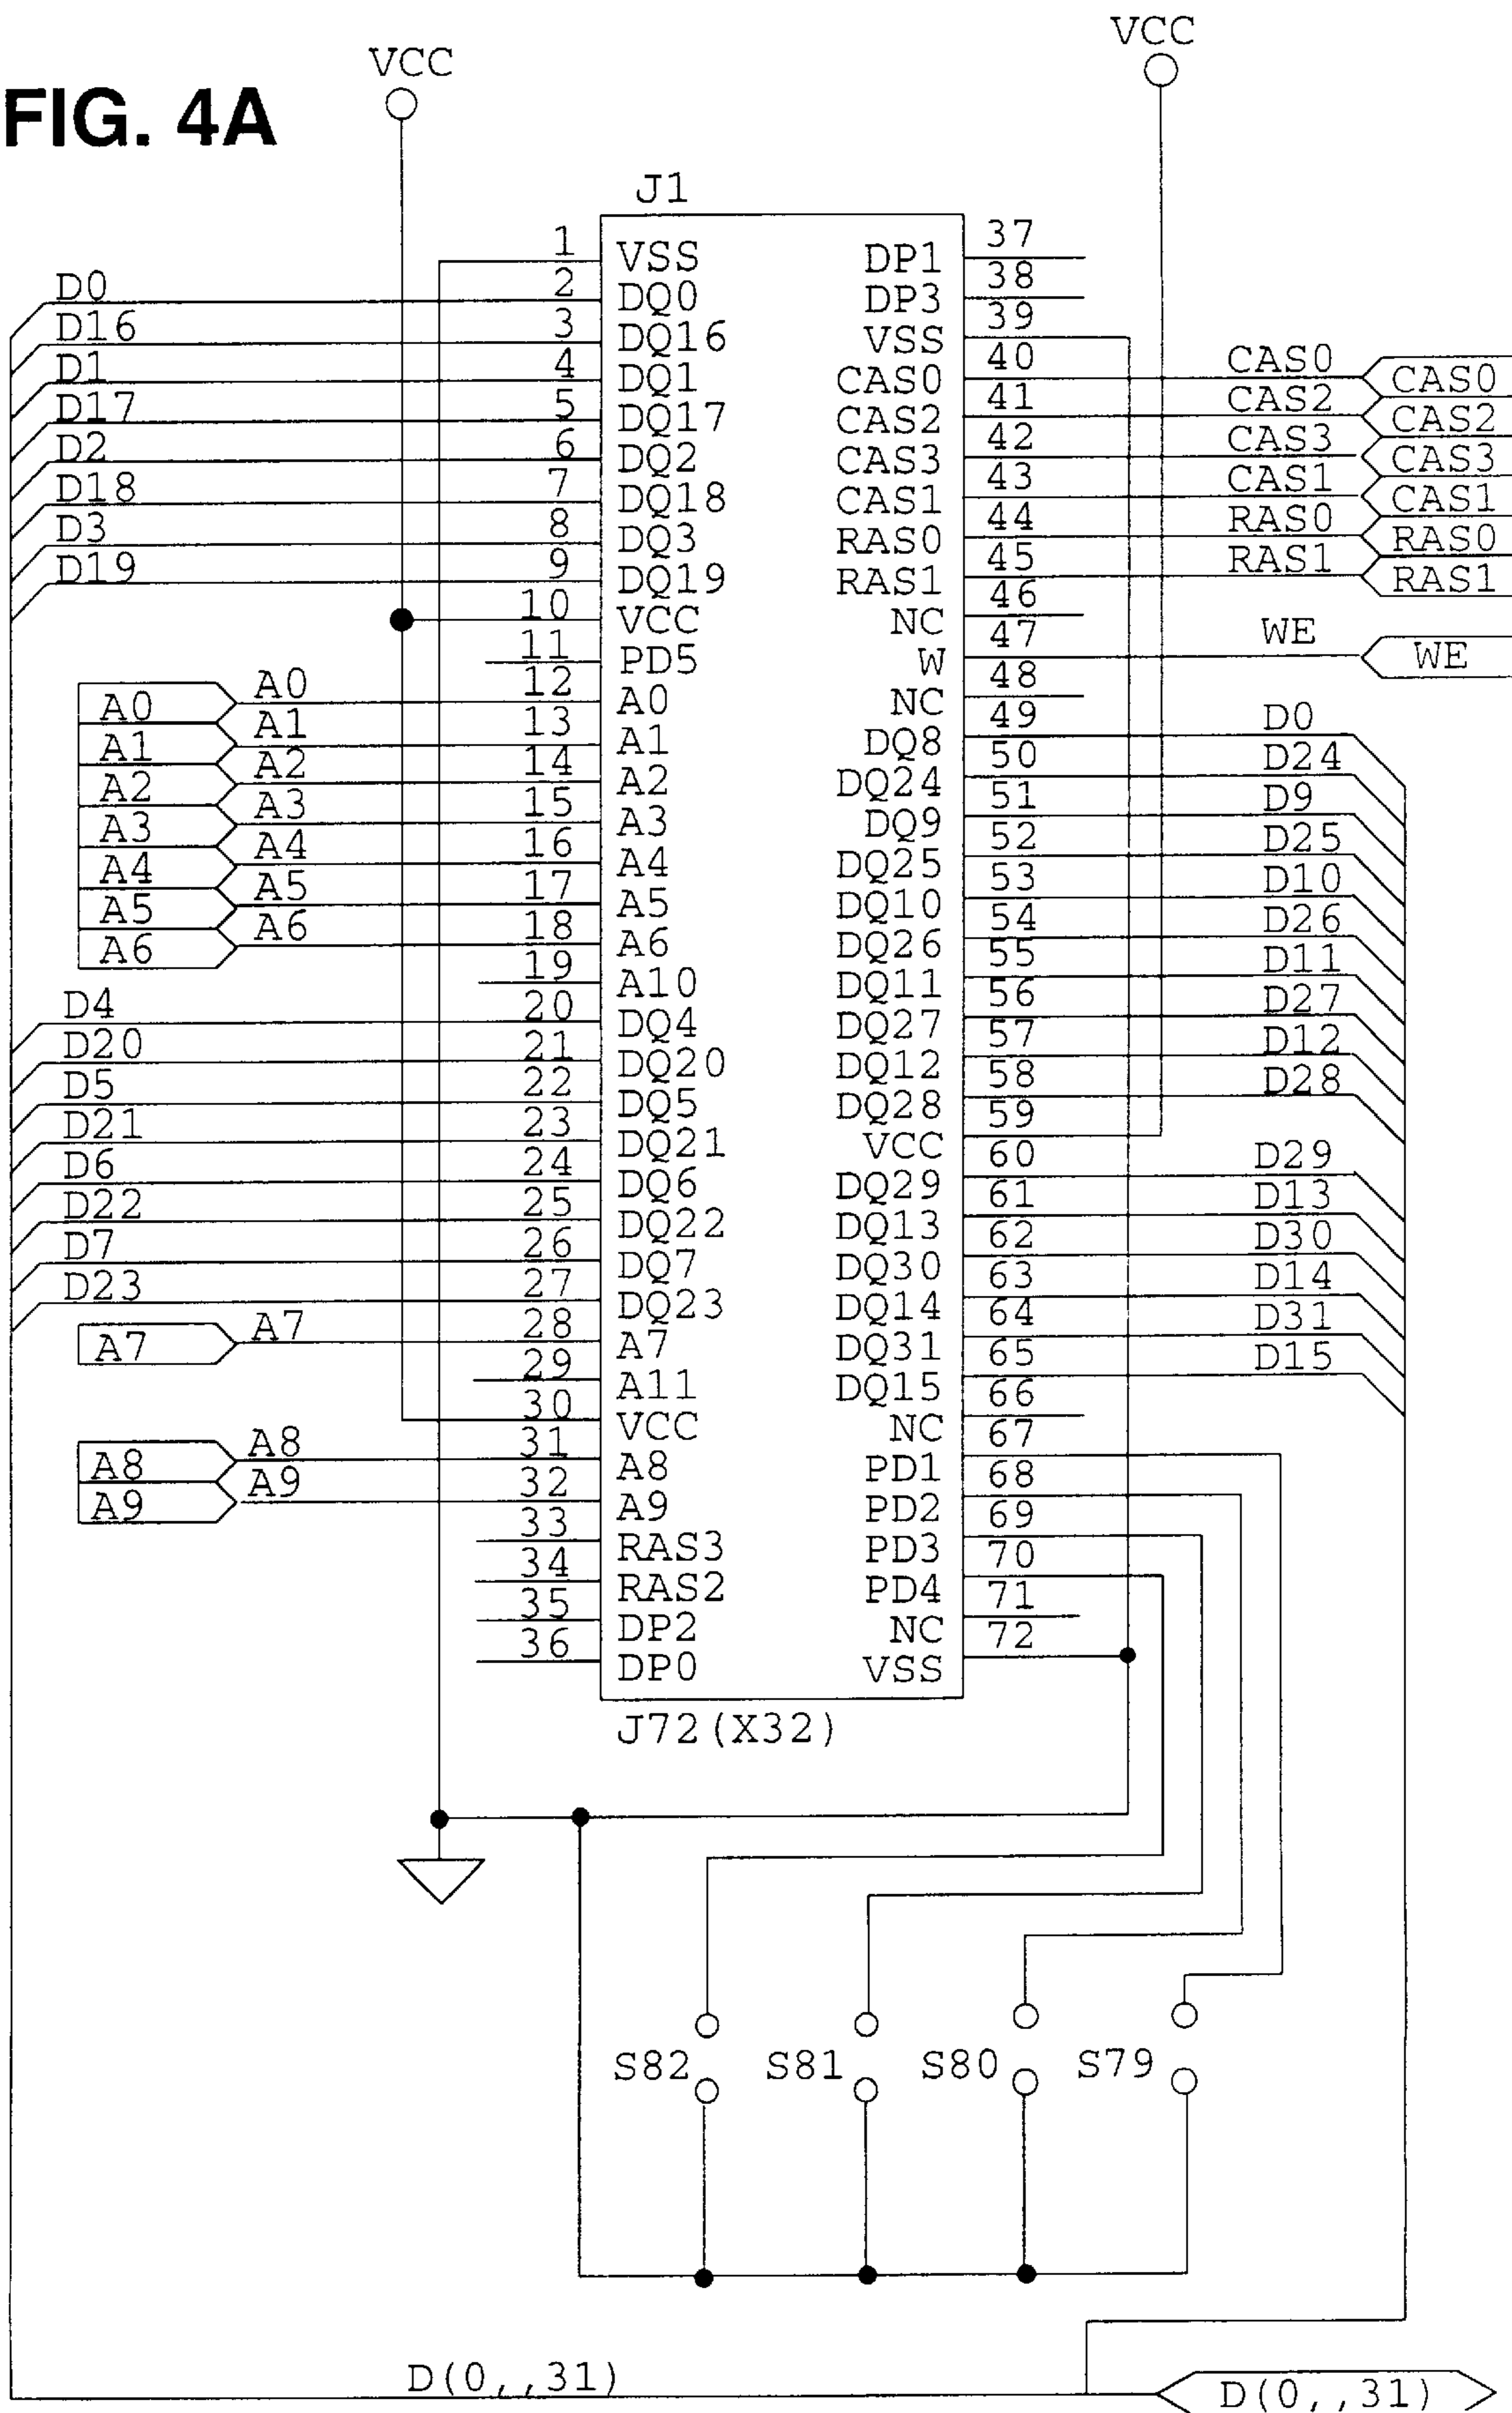 FIG. 4A
VCC
VCC
J1
J72(X32)
1 VSS
D0 2 DQ0
D16 3 DQ16
D1 4 DQ1
D17 5 DQ17
D2 6 DQ2
D18 7 DQ18
D3 8 DQ3
D19 9 DQ19
10 VCC
11 PD5
A0 A0 12 A0
A1 A1 13 A1
A2 A2 14 A2
A3 A3 15 A3
A4 A4 16 A4
A5 A5 17 A5
A6 A6 18 A6
19 A10
D4 20 DQ4
D20 21 DQ20
D5 22 DQ5
D21 23 DQ21
D6 24 DQ6
D22 25 DQ22
D7 26 DQ7
D23 27 DQ23
A7 A7 28 A7
29 A11
30 VCC
A8 A8 31 A8
A9 A9 32 A9
33 RAS3
34 RAS2
35 DP2
36 DP0
DP1 37
DP3 38
VSS 39
CAS0 40 CAS0 CAS0
CAS2 41 CAS2 CAS2
CAS3 42 CAS3 CAS3
CAS1 43 CAS1 CAS1
RAS0 44 RAS0 RAS0
RAS1 45 RAS1 RAS1
NC 46
W 47 WE WE
NC 48
DQ8 49 D0
DQ24 50 D24
DQ9 51 D9
DQ25 52 D25
DQ10 53 D10
DQ26 54 D26
DQ11 55 D11
DQ27 56 D27
DQ12 57 D12
DQ28 58 D28
VCC 59
DQ29 60 D29
DQ13 61 D13
DQ30 62 D30
DQ14 63 D14
DQ31 64 D31
DQ15 65 D15
NC 66
PD1 67
PD2 68
PD3 69
PD4 70
NC 71
VSS 72
S82 S81 S80 S79
D(0,,31) D(0,,31)